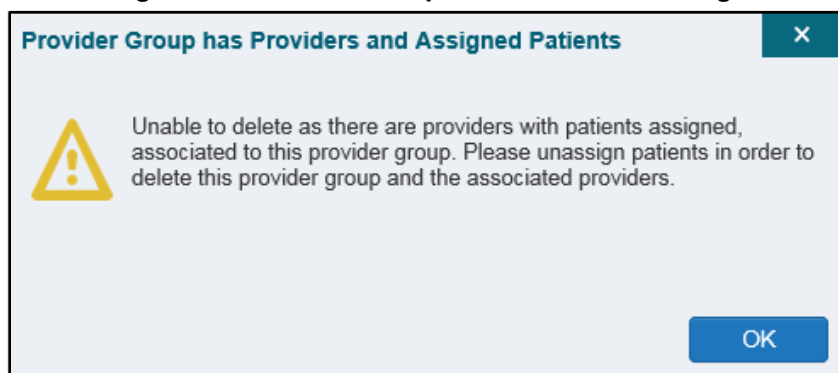 Provider Group has Providers and Assigned Patients
Unable to delete as there are providers with patients assigned,
associated to this provider group. Please unassign patients in order to
delete this provider group and the associated providers.
OK